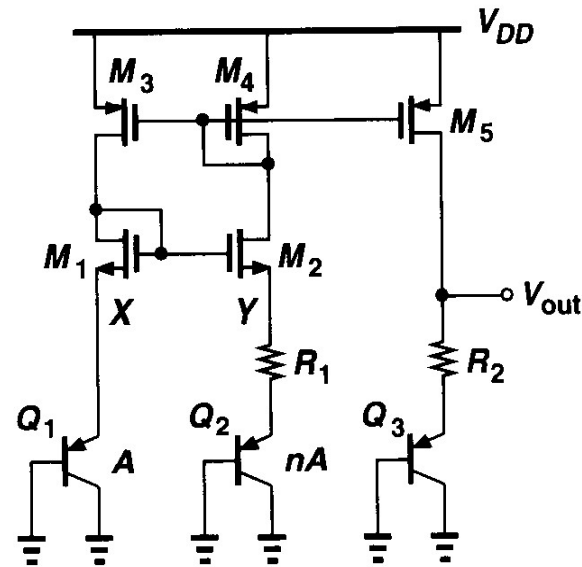 V_DD
M_3
M_4
M_5
M_1
M_2
X
Y
V_out
R_1
R_2
Q_1
A
Q_2
nA
Q_3